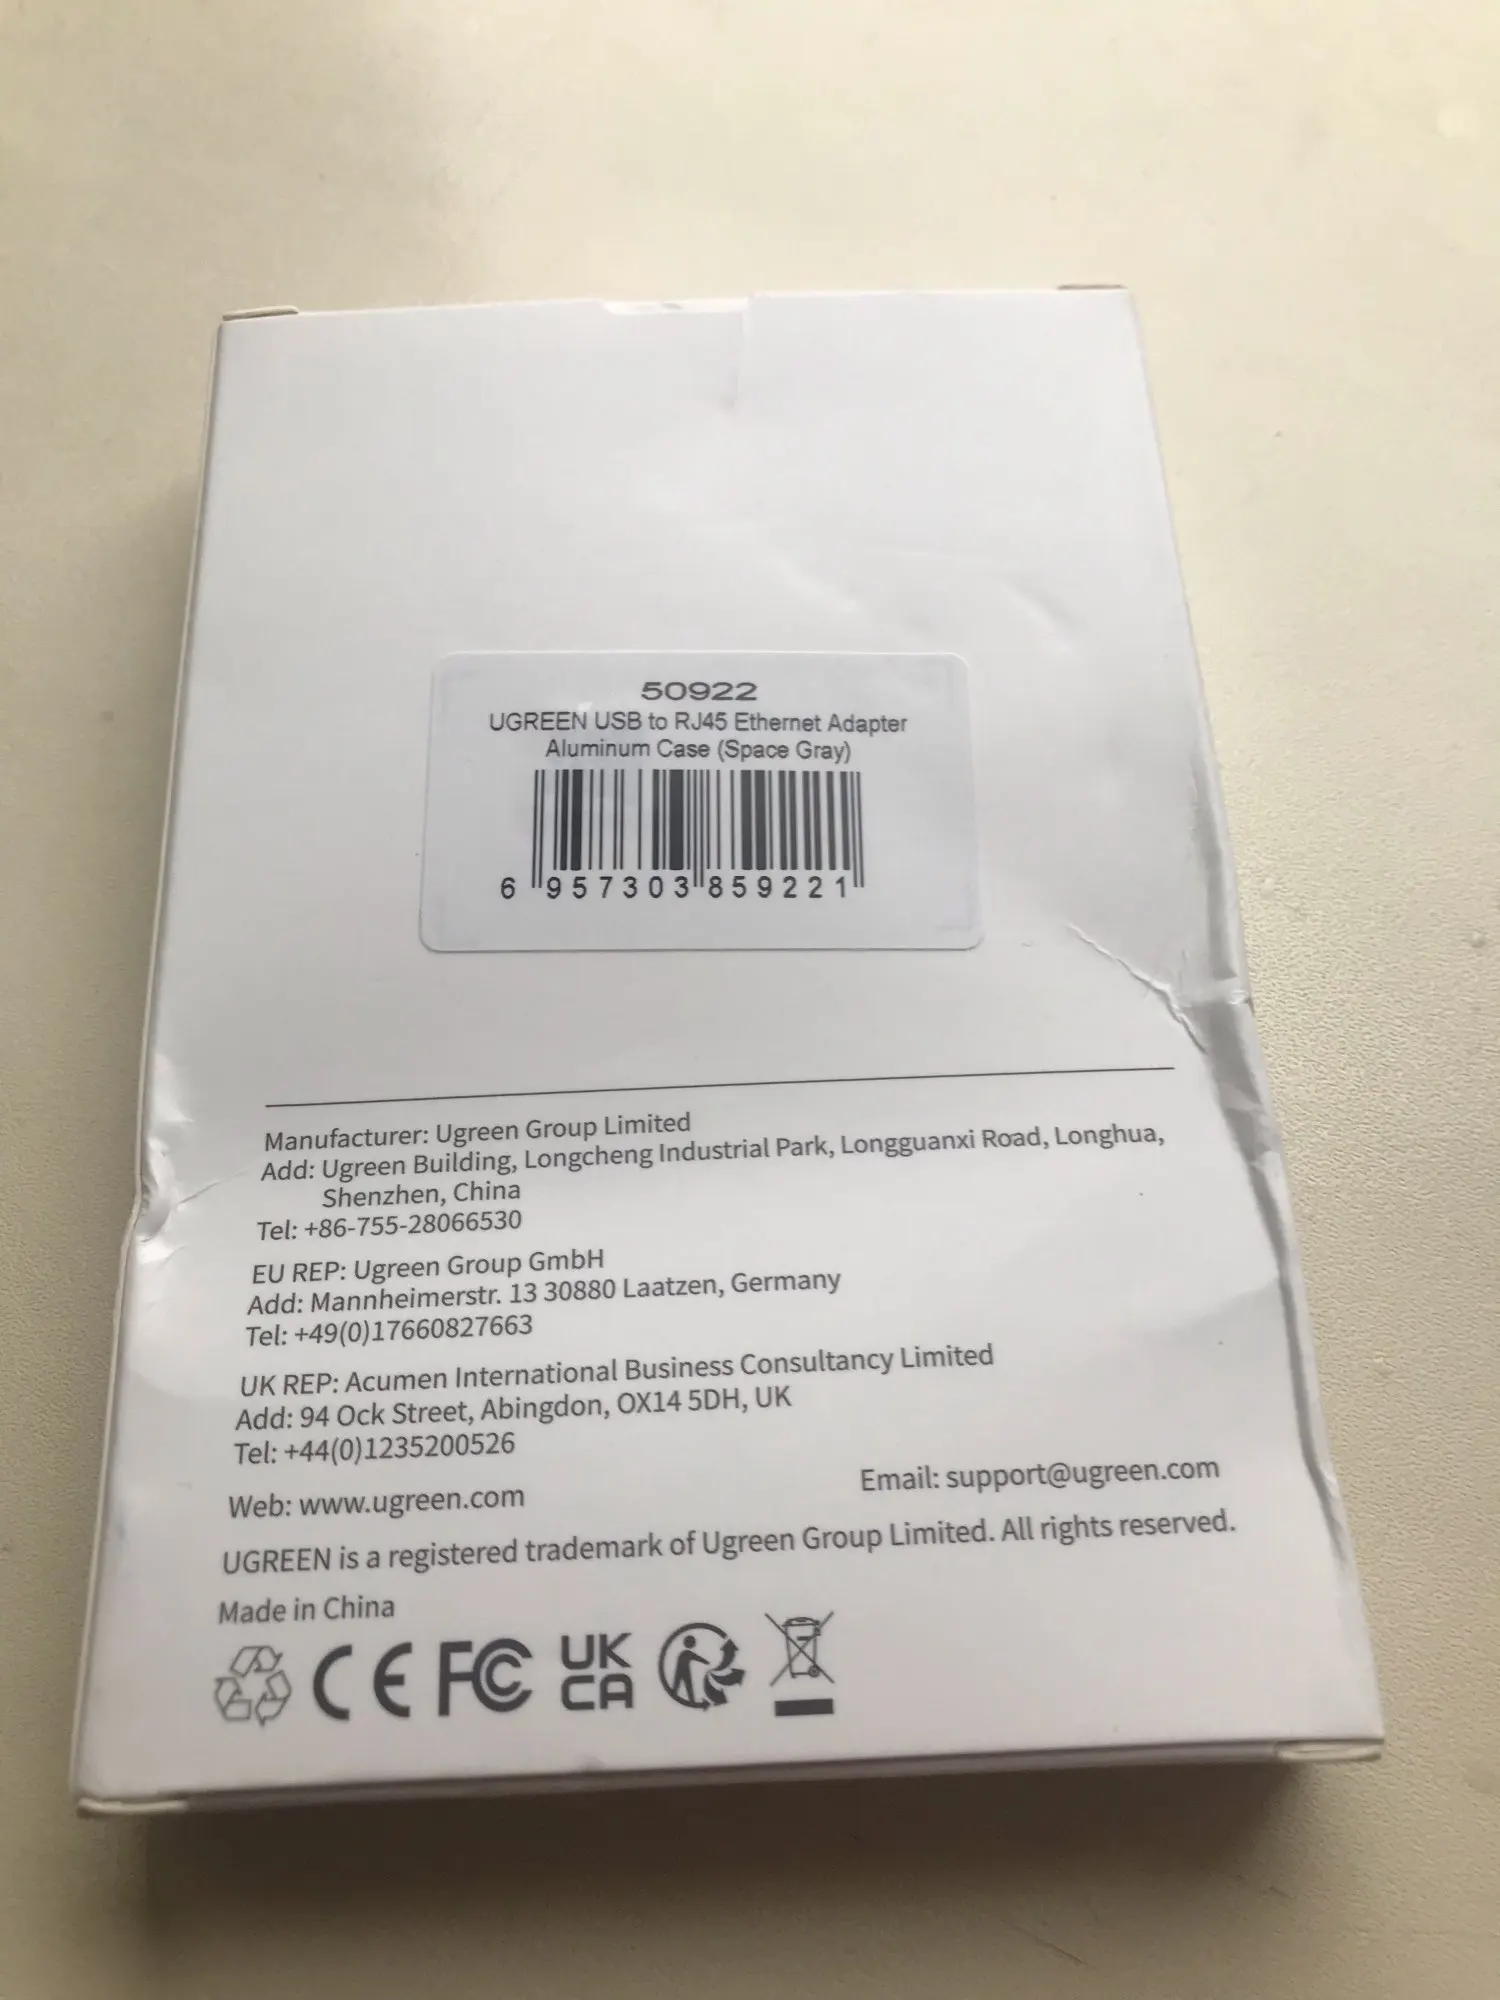 50922
UGREEN USB to RJ45 Ethernet Adapter
Aluminum Case (Space Gray)
6 957303 859221
Manufacturer: Ugreen Group Limited
Add: Ugreen Building, Longcheng Industrial Park, Longguanxi Road, Longhua,
Shenzhen, China
Tel: +86-755-28066530
EU REP: Ugreen Group GmbH
Add: Mannheimerstr. 13 30880 Laatzen, Germany
Tel: +49(0)17660827663
UK REP: Acumen International Business Consultancy Limited
Add: 94 Ock Street, Abingdon, OX14 5DH, UK
Tel: +44(0)1235200526
Web: www.ugreen.com Email: support@ugreen.com
UGREEN is a registered trademark of Ugreen Group Limited. All rights reserved.
Made in China
CE FC UK
CA